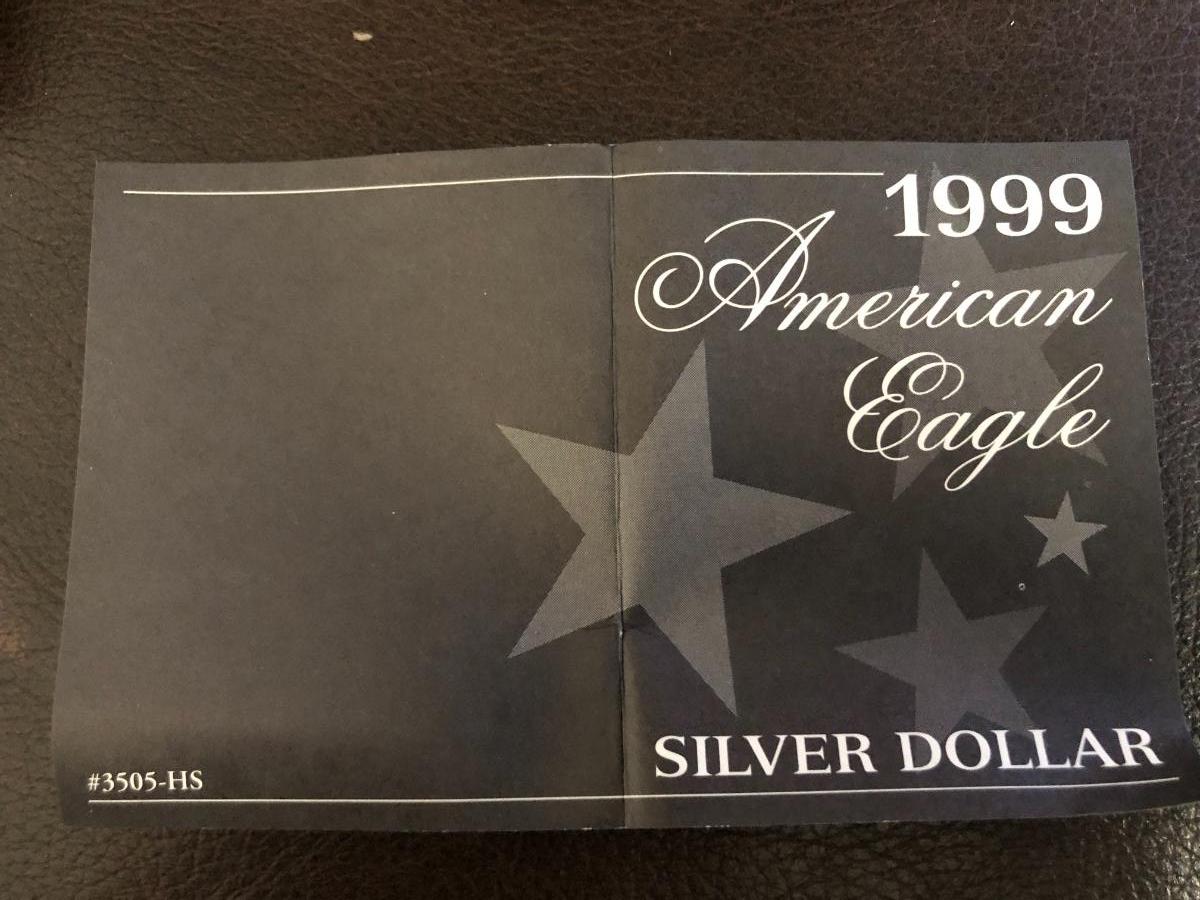 1999
American
Eagle
SILVER DOLLAR
#3505-HS